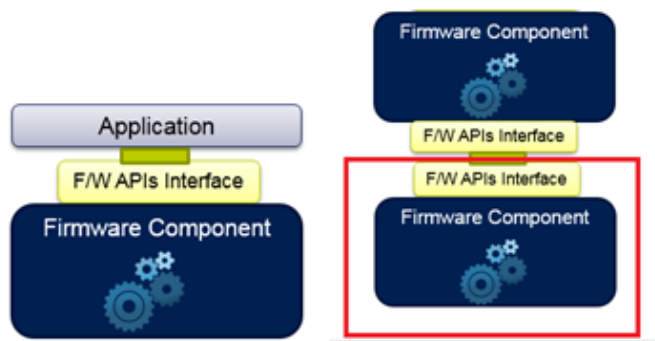 Application
F/W APIs Interface
Firmware Component
Firmware Component
F/W APIs Interface
F/W APIs Interface
Firmware Component